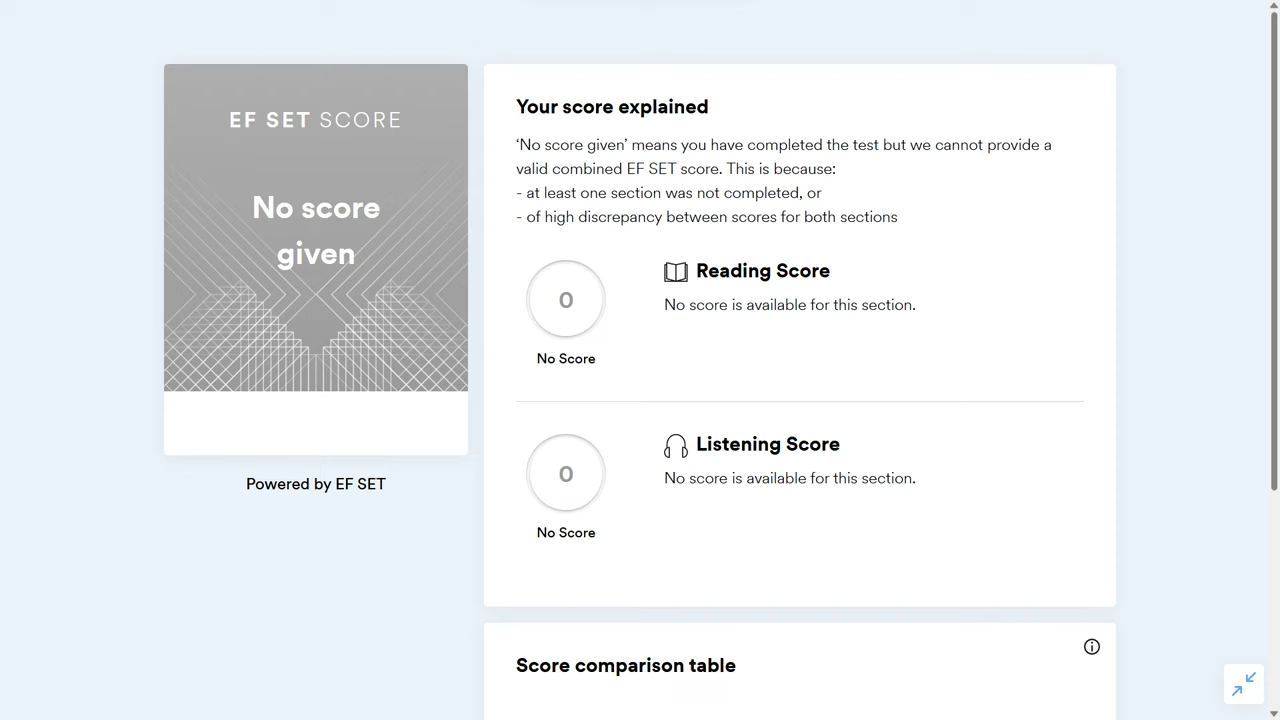 EF SET SCORE
No score
given
Powered by EF SET
Your score explained
‘No score given’ means you have completed the test but we cannot provide a
valid combined EF SET score. This is because:
- at least one section was not completed, or
- of high discrepancy between scores for both sections
0
No Score
Reading Score
No score is available for this section.
0
No Score
Listening Score
No score is available for this section.
Score comparison table